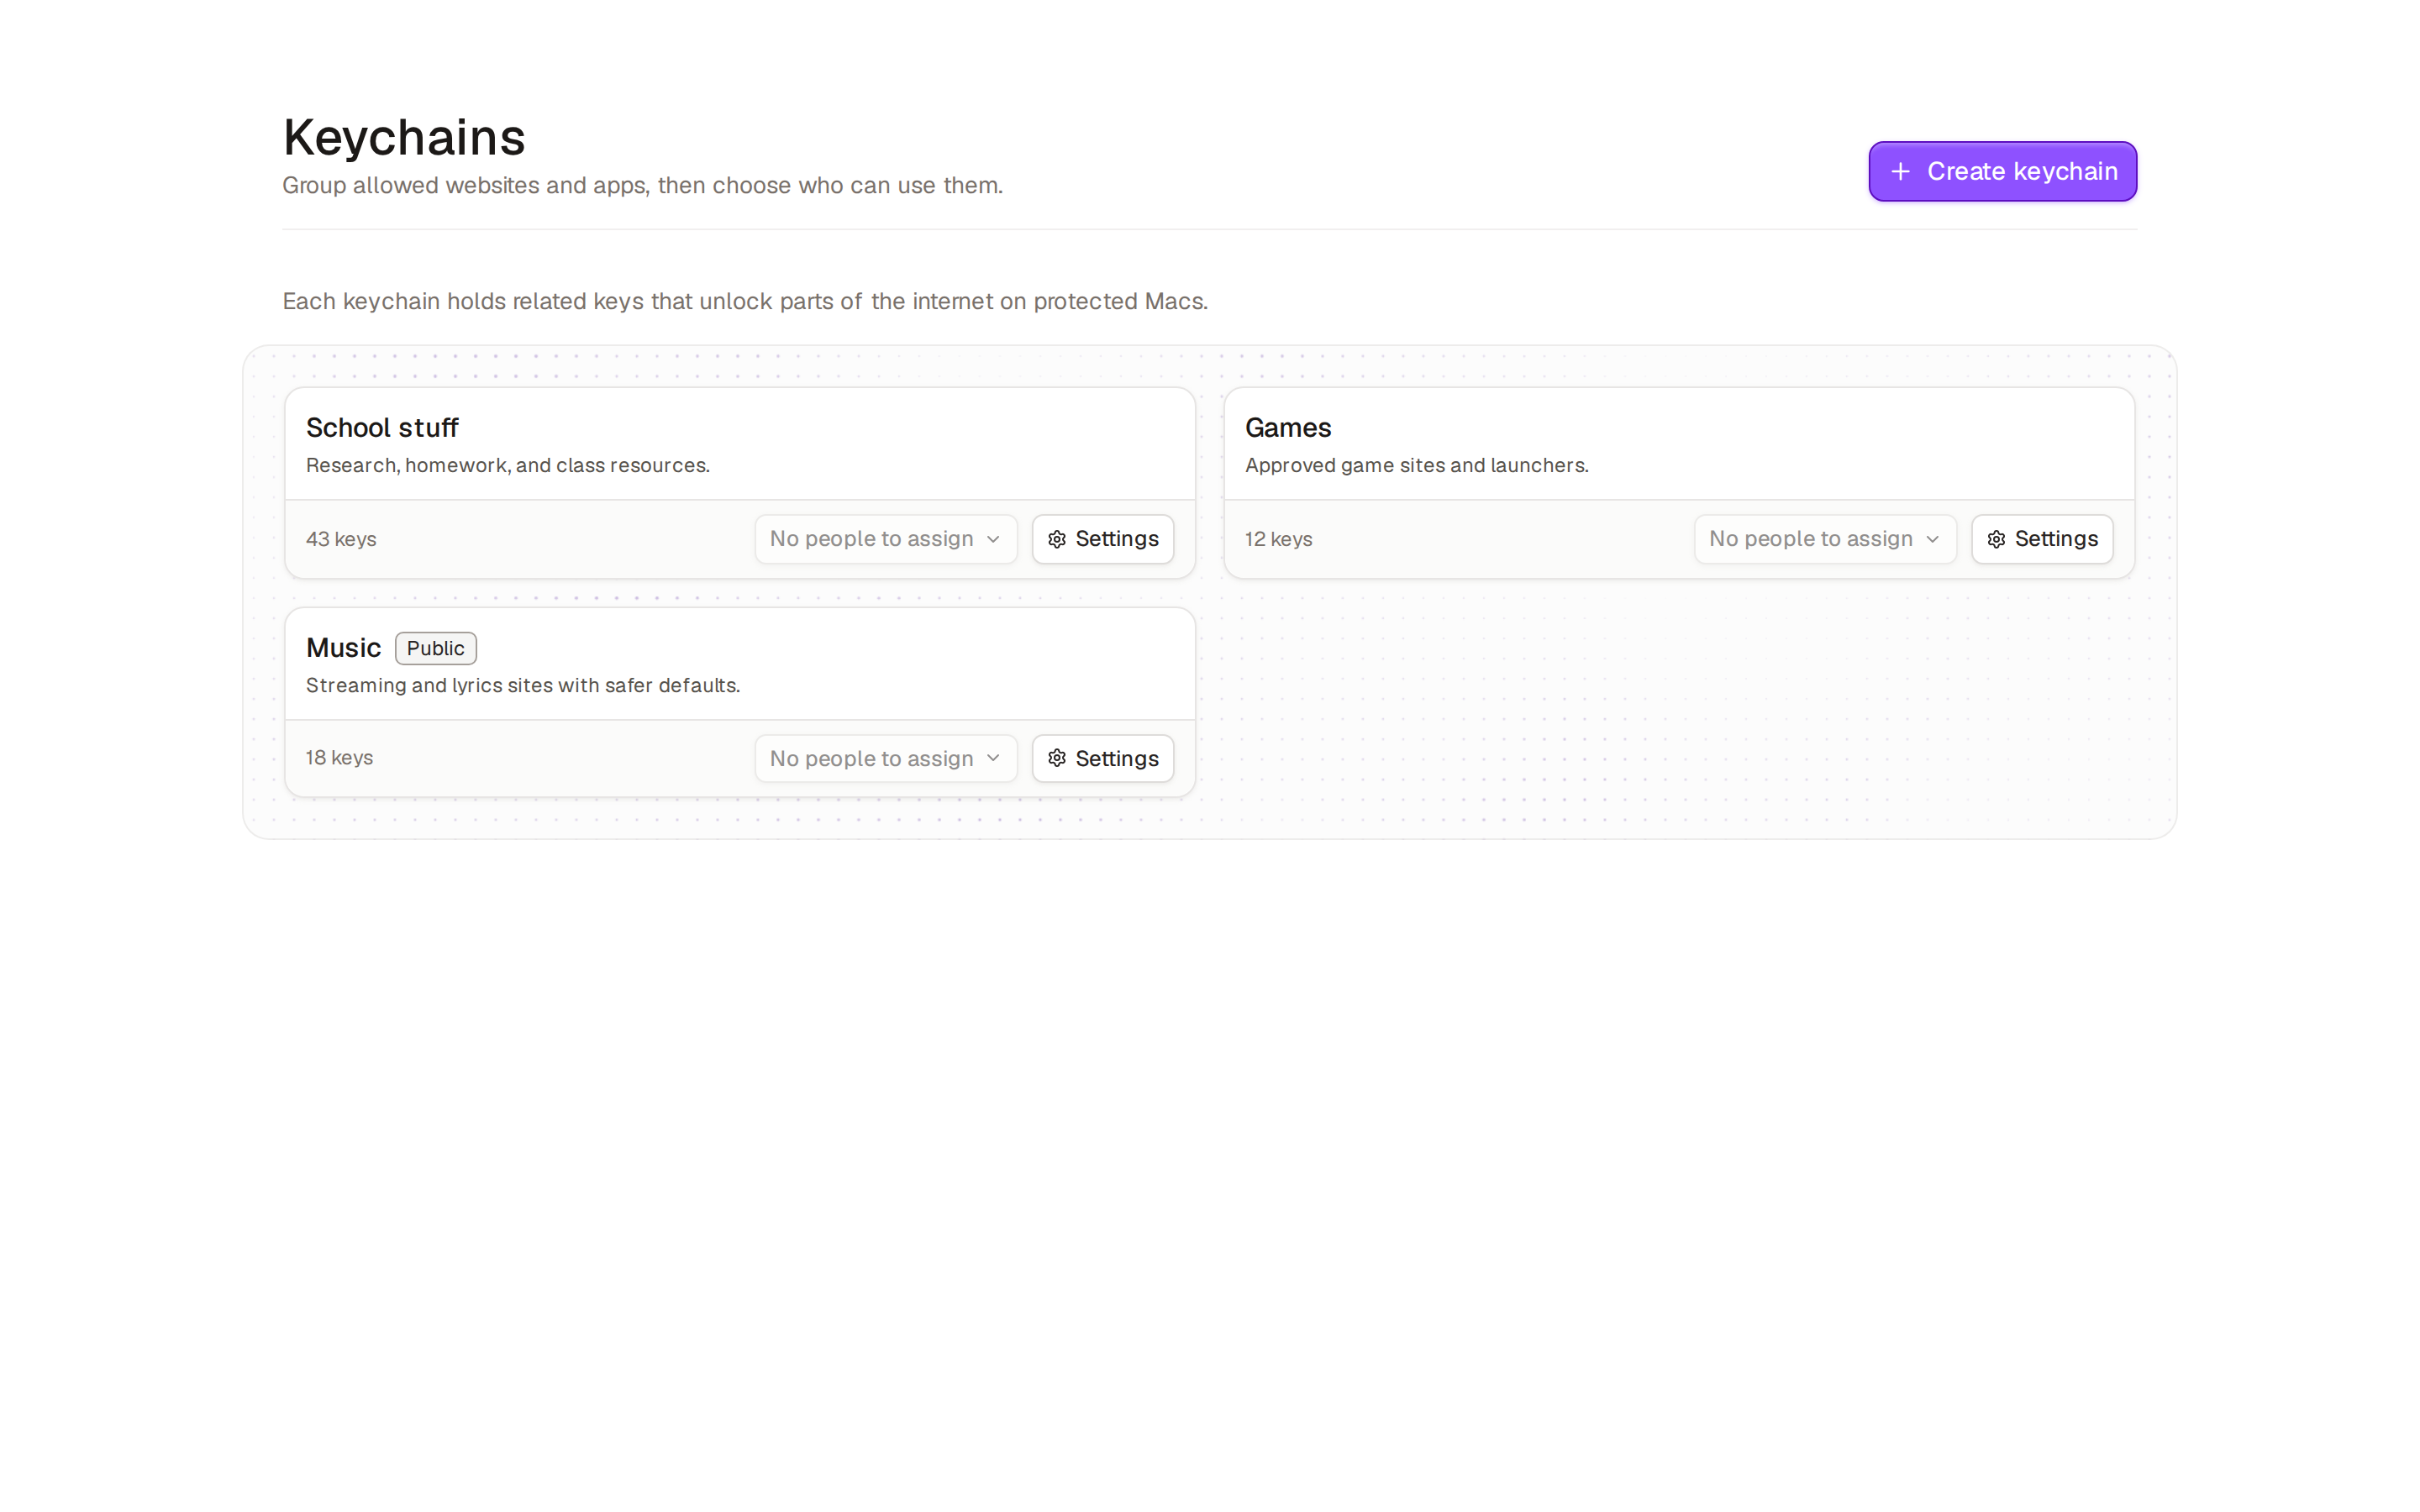 Keychains
Group allowed websites and apps, then choose who can use them.
Create keychain
Each keychain holds related keys that unlock parts of the internet on protected Macs.
School stuff
Research, homework, and class resources.
43 keys
No people to assign
Settings
Games
Approved game sites and launchers.
12 keys
No people to assign
Settings
Music
Public
Streaming and lyrics sites with safer defaults.
18 keys
No people to assign
Settings